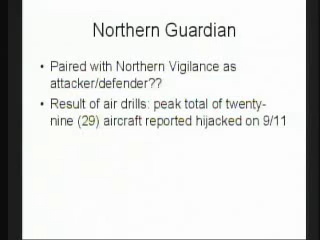 Northern Guardian
• Paired with Northern Vigilance as
attacker/defender??
• Result of air drills: peak total of twenty-
nine (29) aircraft reported hijacked on 9/11